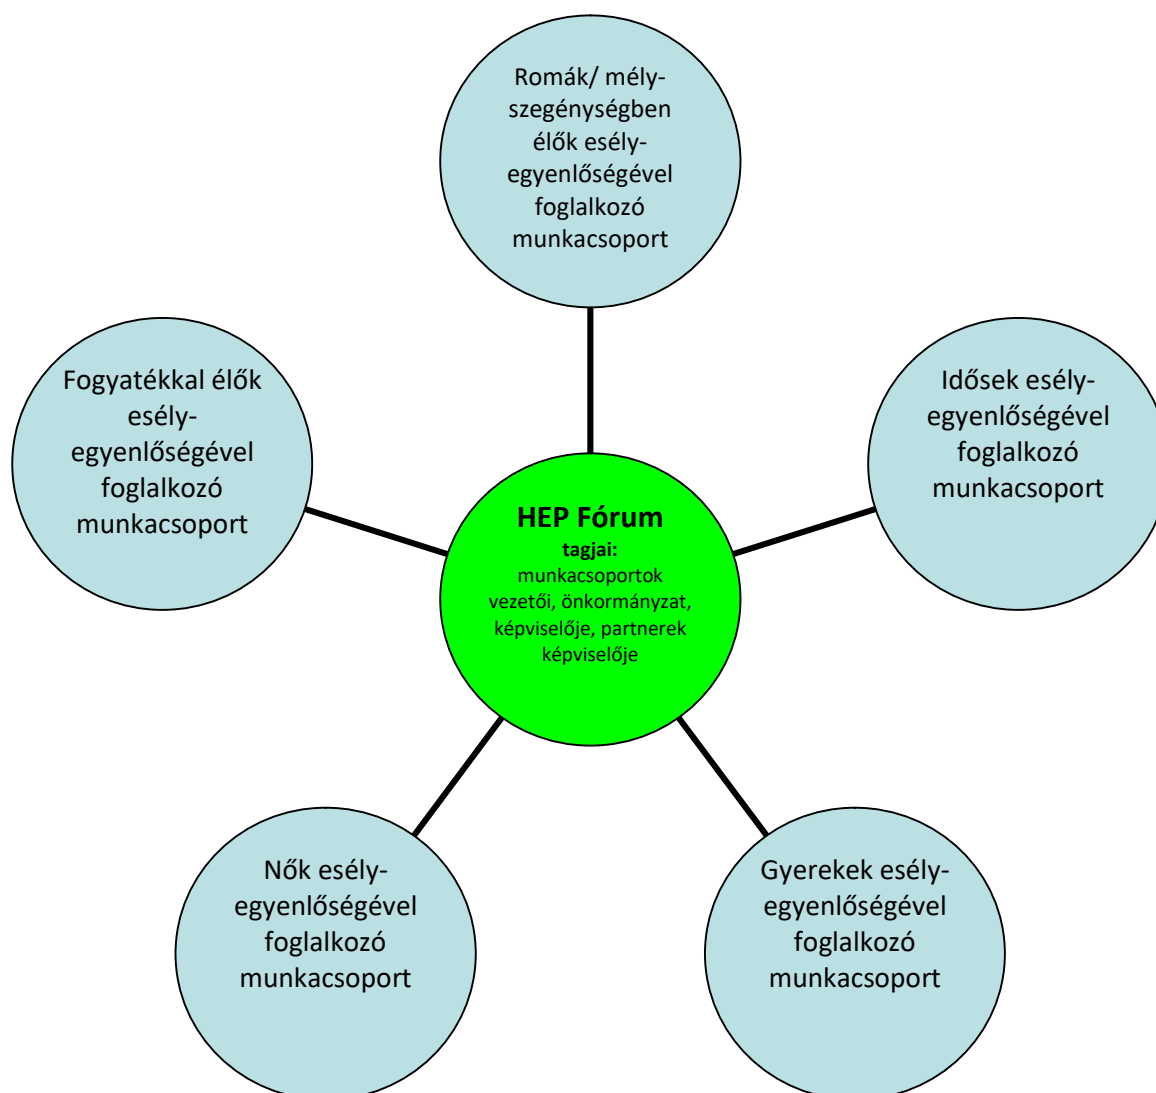 Romák/ mély-
szegénységben
élők esély-
egyenlőségével
foglalkozó
munkacsoport
Fogyatékkal élők
esély-
egyenlőségével
foglalkozó
munkacsoport
Idősek esély-
egyenlőségével
foglalkozó
munkacsoport
HEP Fórum
tagjai:
munkacsoportok
vezetői, önkormányzat,
képviselője, partnerek
képviselője
Nők esély-
egyenlőségével
foglalkozó
munkacsoport
Gyerekek esély-
egyenlőségével
foglalkozó
munkacsoport